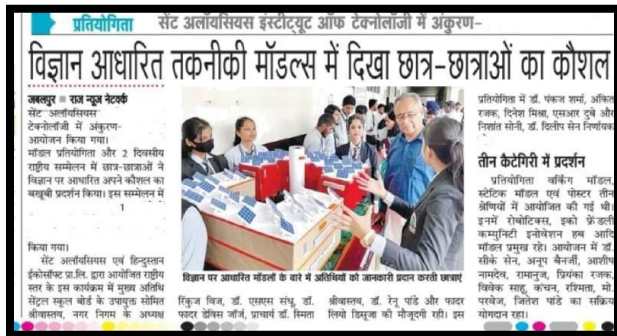 प्रतियोगिता
सेंट अलॉयसियस इंस्टीट्यूट ऑफ टेक्नोलॉजी में अंकुरण-
विज्ञान आधारित तकनीकी मॉडल्स में दिखा छात्र-छात्राओं का कौशल
जबलपुर ■ राज न्यूज नेटवर्क
सेंट अलॉयसियस
टेक्नोलॉजी में अंकुरण-
आयोजन किया गया।
मॉडल प्रतियोगिता और 2 दिवसीय
राष्ट्रीय सम्मेलन में छात्र-छात्राओं ने
विज्ञान पर आधारित अपने कौशल का
बखूबी प्रदर्शन किया। इस सम्मेलन में
1
किया गया।
सेंट अलॉयसियस एवं हिन्दुस्तान
ईकोसॉफ्ट प्रा.लि. द्वारा आयोजित राष्ट्रीय
स्तर के इस कार्यक्रम में मुख्य अतिथि
सेंट्रल स्कूल बोर्ड के उपायुक्त सोमित
श्रीवास्तव, नगर निगम के अध्यक्ष
विज्ञान पर आधारित मॉडलों के बारे में अतिथियों को जानकारी प्रदान करती छात्राएं
रिंकुज विज, डॉ. एसएस संधू, डॉ.
फादर डेविस जॉर्ज, प्राचार्य डॉ. स्मिता
श्रीवास्तव, डॉ. रेनू पांडे और फादर
लियो डिसूजा की मौजूदगी रही। इस
प्रतियोगिता में डॉ. पंकज शर्मा, अंकित
रजक, दिनेश मिश्रा, एसआर दुबे और
निशांत सोनी, डॉ. दिलीप सेन निर्णायक
तीन कैटेगिरी में प्रदर्शन
प्रतियोगिता वर्किंग मॉडल,
स्टेटिक मॉडल एवं पोस्टर तीन
श्रेणियों में आयोजित की गई थी।
इनमें रोबोटिक्स, इको फ्रेंडली
कम्युनिटी इनोवेशन हब आदि
मॉडल प्रमुख रहे। आयोजन में डॉ.
सीके सेन, अनूप बैनर्जी, आशीष
नामदेव, रामानुज, प्रियंका रजक,
विवेक साहू, कंचन, रश्मिता, मो.
परवेज, जितेश पांडे का सक्रिय
योगदान रहा।